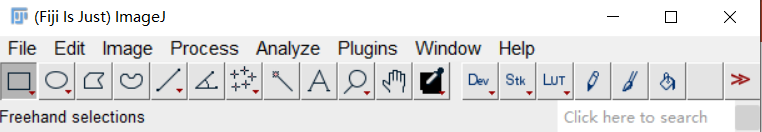 (Fiji Is Just) ImageJ
File Edit Image Process Analyze Plugins Window Help
A Dev Stk LUT >>
Freehand selections Click here to search